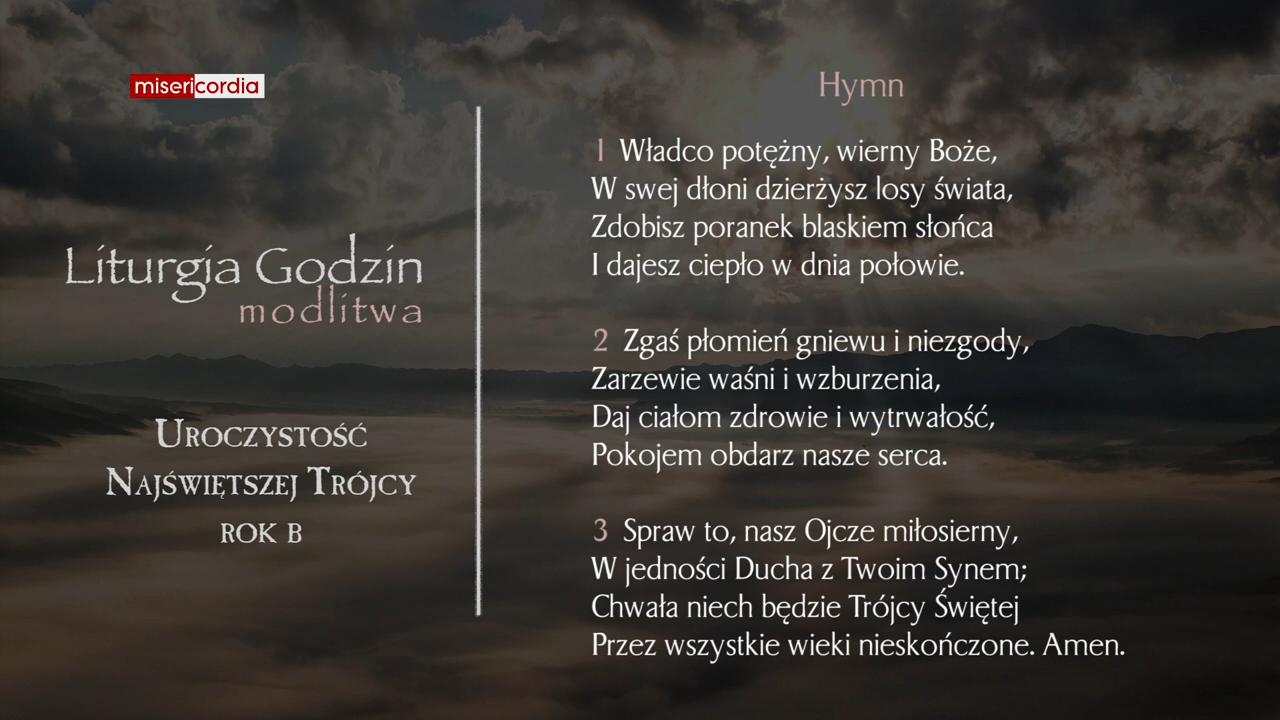 misericordia
Liturgia Godzin
modlitwa
Uroczystość
Najświętszej Trójcy
rok B
Hymn
1 Władco potężny, wierny Boże,
W swej dłoni dzierżysz losy świata,
Zdobisz poranek blaskiem słońca
I dajesz ciepło w dnia połowie.
2 Zgaś płomień gniewu i niezgody,
Zarzewie waśni i wzburzenia,
Daj ciałom zdrowie i wytrwałość,
Pokojem obdarz nasze serca.
3 Spraw to, nasz Ojcze miłosierny,
W jedności Ducha z Twoim Synem;
Chwała niech będzie Trójcy Świętej
Przez wszystkie wieki nieskończone. Amen.